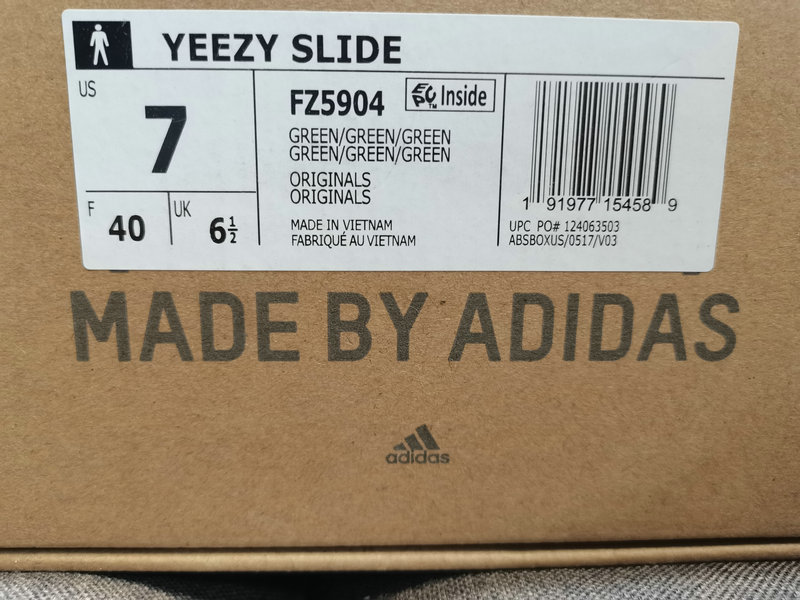 YEEZY SLIDE
US
7
F
40
UK
6½
FZ5904
EPC™ Inside
GREEN/GREEN/GREEN
GREEN/GREEN/GREEN
ORIGINALS
ORIGINALS
MADE IN VIETNAM
FABRIQUÉ AU VIETNAM
1 91977 15458 9
UPC PO# 124063503
ABSBOXUS/0517/V03
MADE BY ADIDAS
adidas